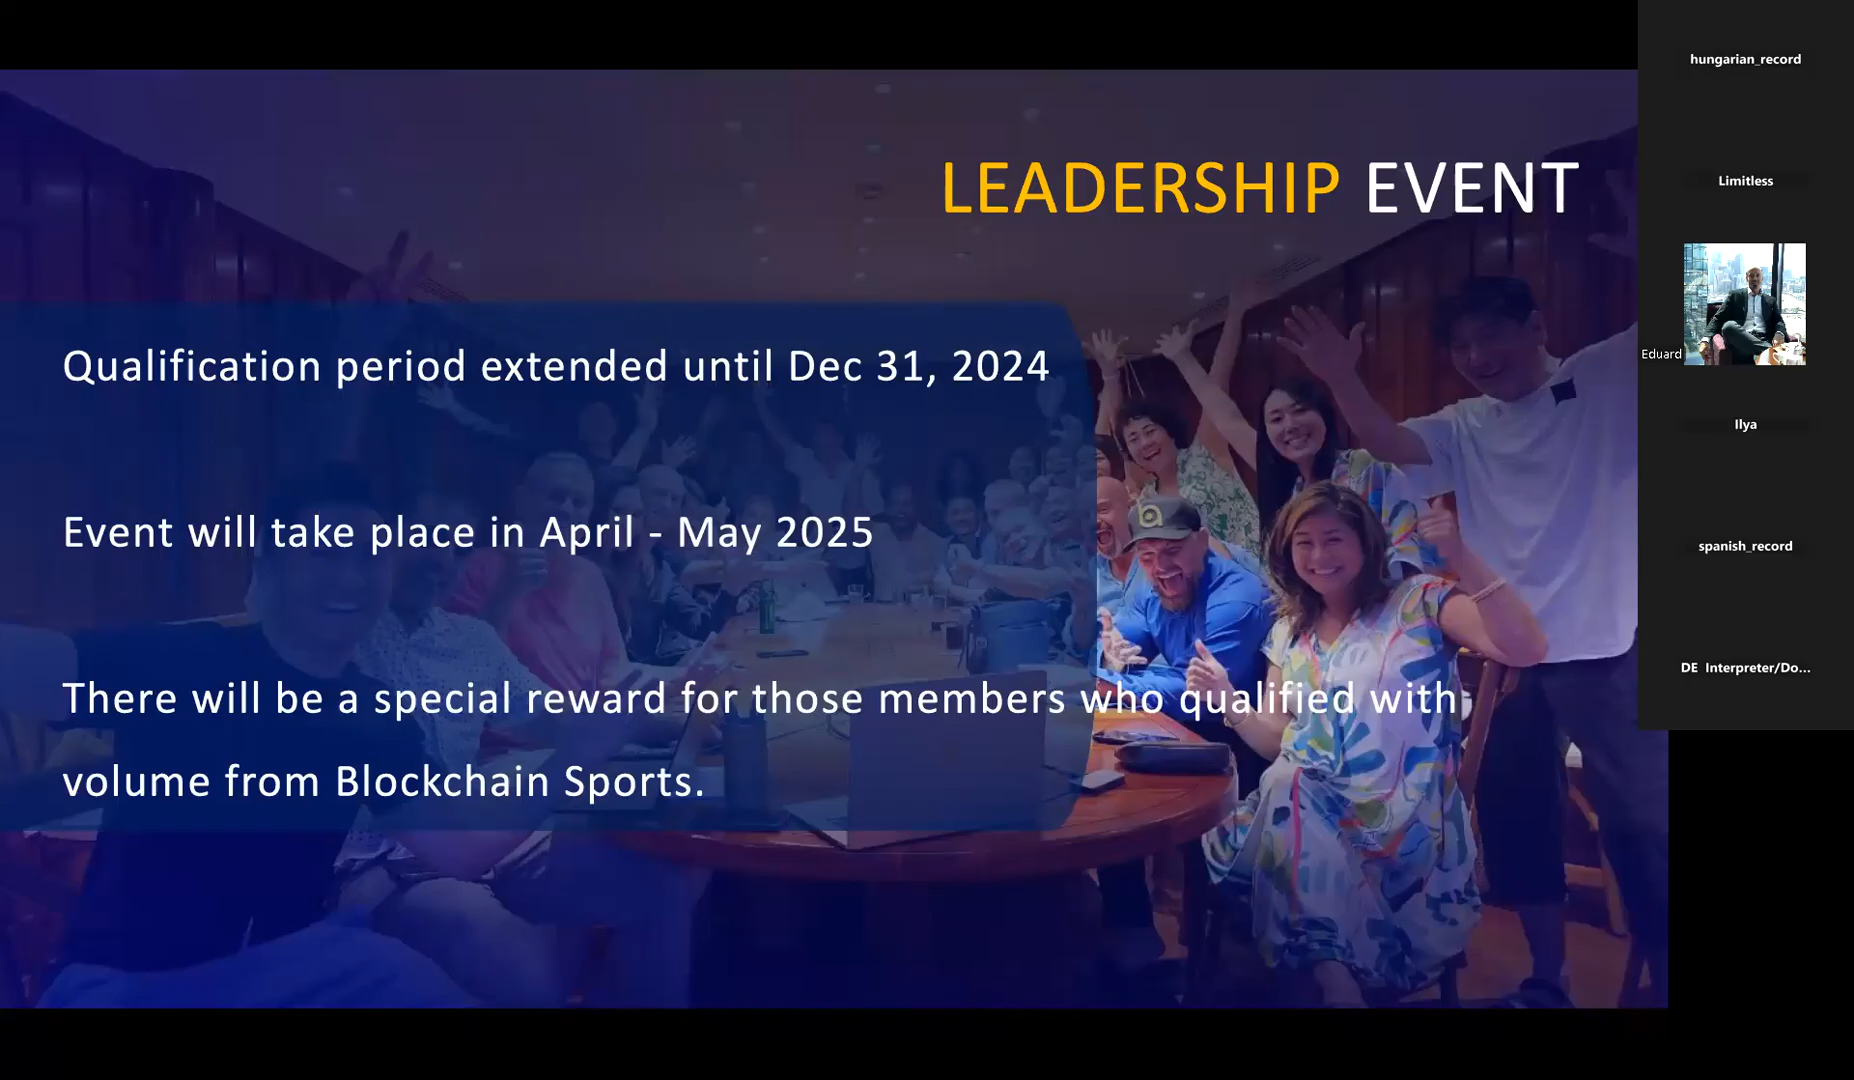 LEADERSHIP EVENT
Qualification period extended until Dec 31, 2024
Event will take place in April - May 2025
There will be a special reward for those members who qualified with
volume from Blockchain Sports.
hungarian_record
Limitless
Eduard
Ilya
spanish_record
DE Interpreter/Do...